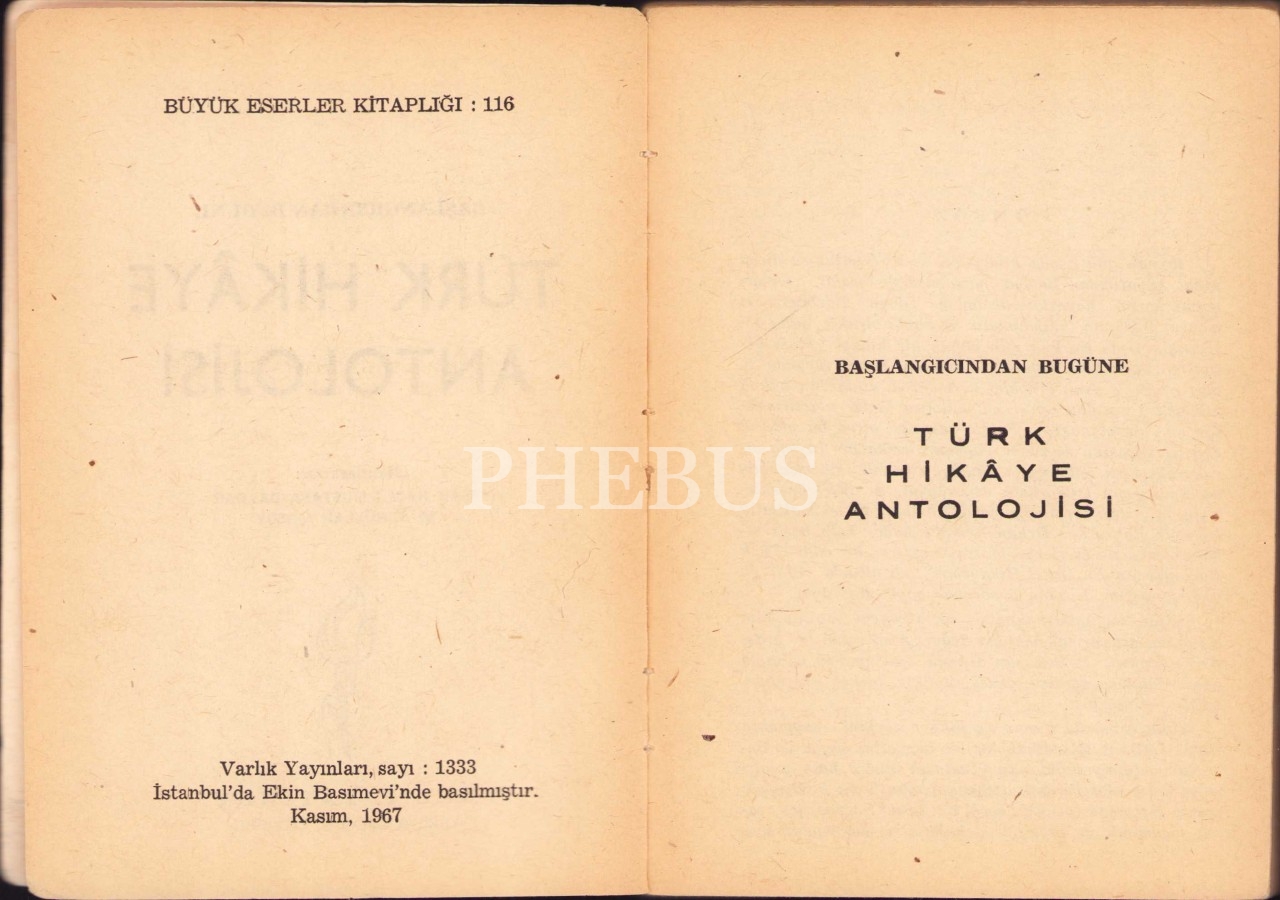 BÜYÜK ESERLER KİTAPLIĞI : 116
Varlık Yayınları, sayı : 1333
İstanbul'da Ekin Basımevi'nde basılmıştır.
Kasım, 1967
BAŞLANGICINDAN BUGÜNE
TÜRK
HİKÂYE
ANTOLOJİSİ
PHEBUS